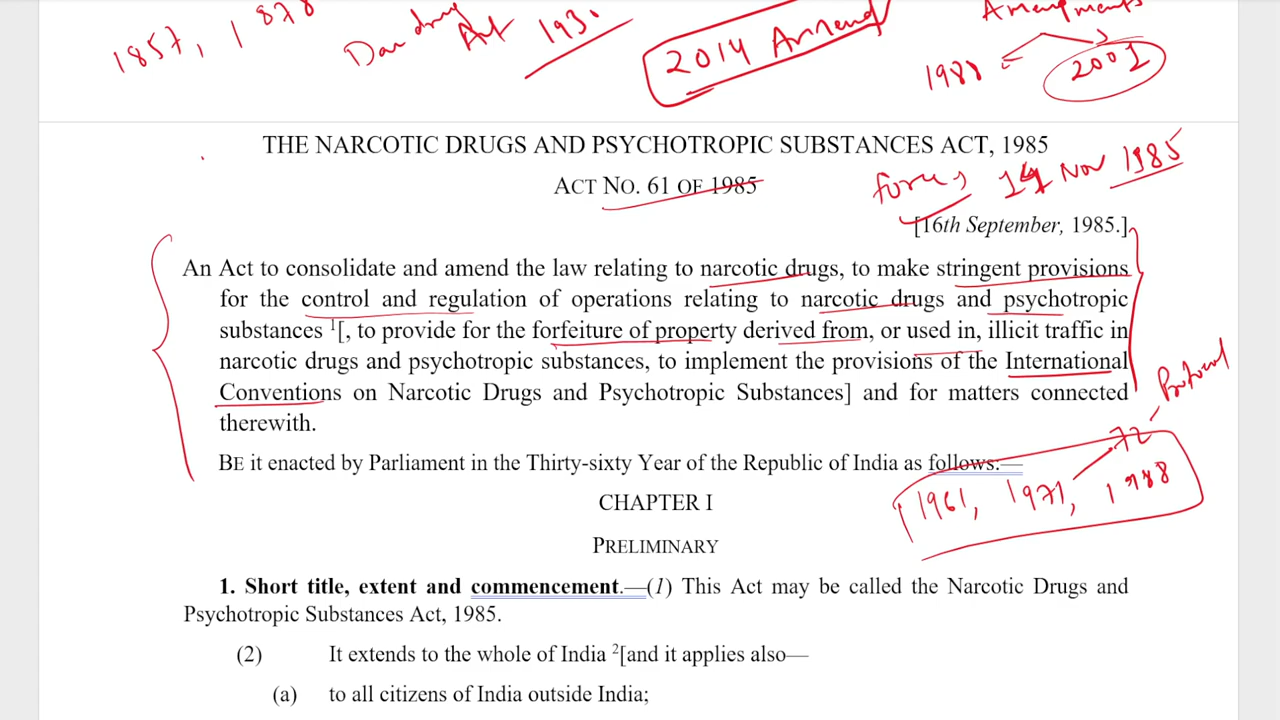 1857, 1878
Dan drug
Act 193
2014 Amend
Amendments
1988
2001
THE NARCOTIC DRUGS AND PSYCHOTROPIC SUBSTANCES ACT, 1985
ACT NO. 61 OF 1985
forces 14 Nov 1985
[16th September, 1985.]
An Act to consolidate and amend the law relating to narcotic drugs, to make stringent provisions
for the control and regulation of operations relating to narcotic drugs and psychotropic
substances 1[, to provide for the forfeiture of property derived from, or used in, illicit traffic in
narcotic drugs and psychotropic substances, to implement the provisions of the International
Conventions on Narcotic Drugs and Psychotropic Substances] and for matters connected
therewith.
Protocol
72
BE it enacted by Parliament in the Thirty-sixty Year of the Republic of India as follows:—
1961, 1971, 1988
CHAPTER I
PRELIMINARY
1. Short title, extent and commencement.—(1) This Act may be called the Narcotic Drugs and
Psychotropic Substances Act, 1985.
(2) It extends to the whole of India 2[and it applies also—
(a) to all citizens of India outside India;